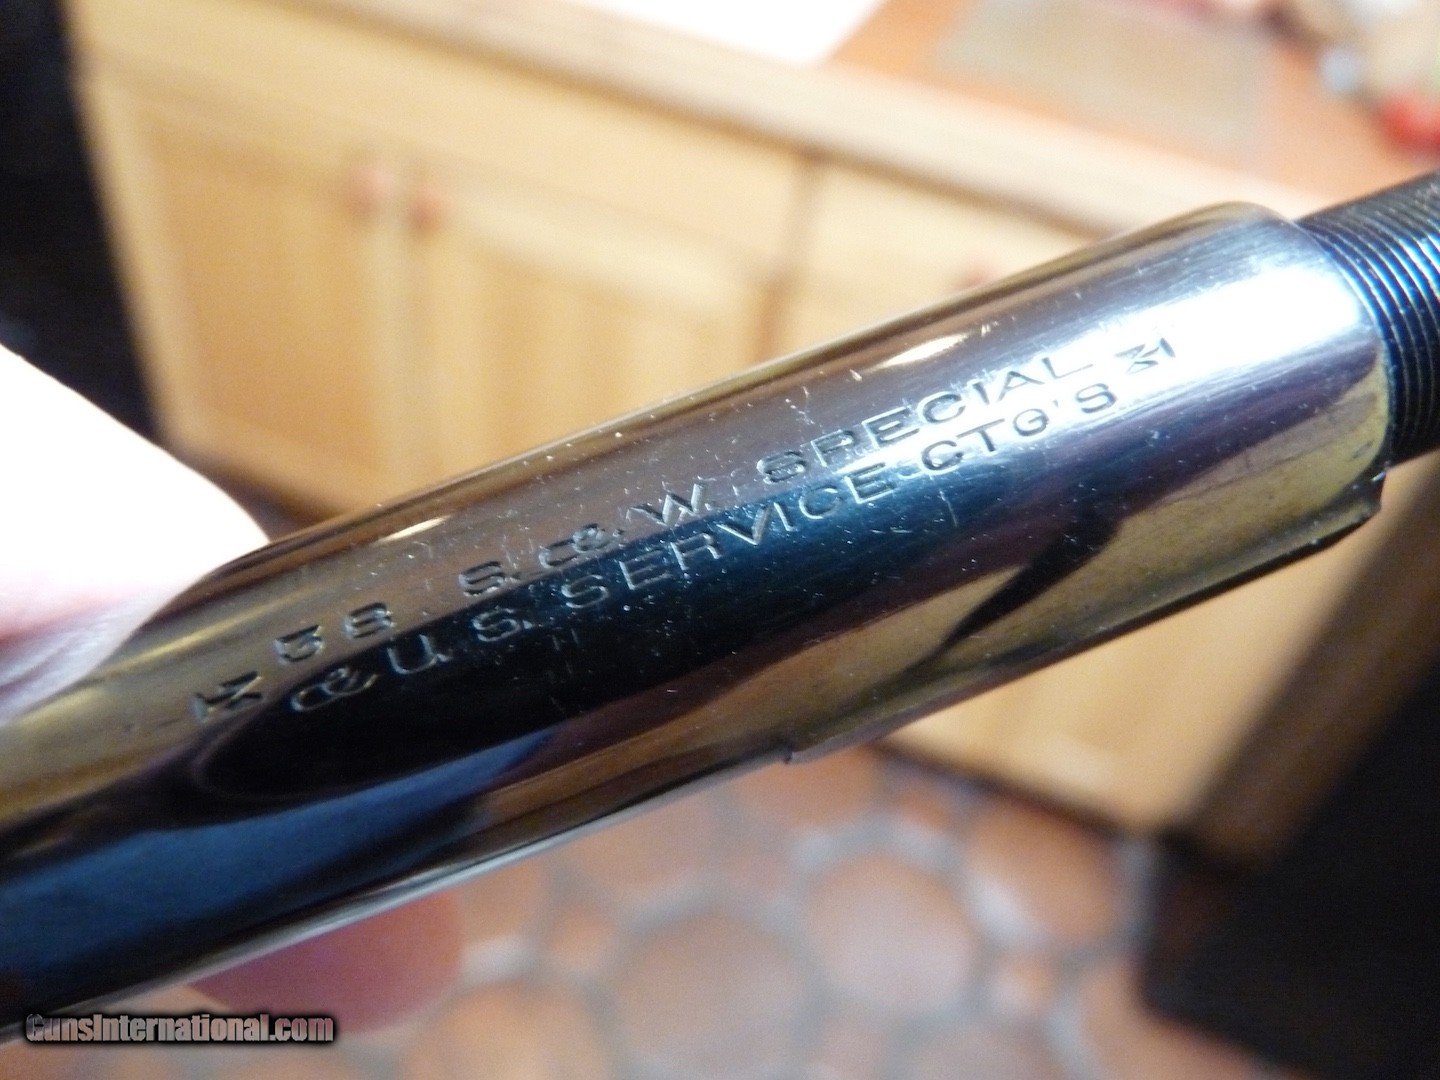 38 S.&W. SPECIAL
& U.S. SERVICE CTG'S
GunsInternational.com